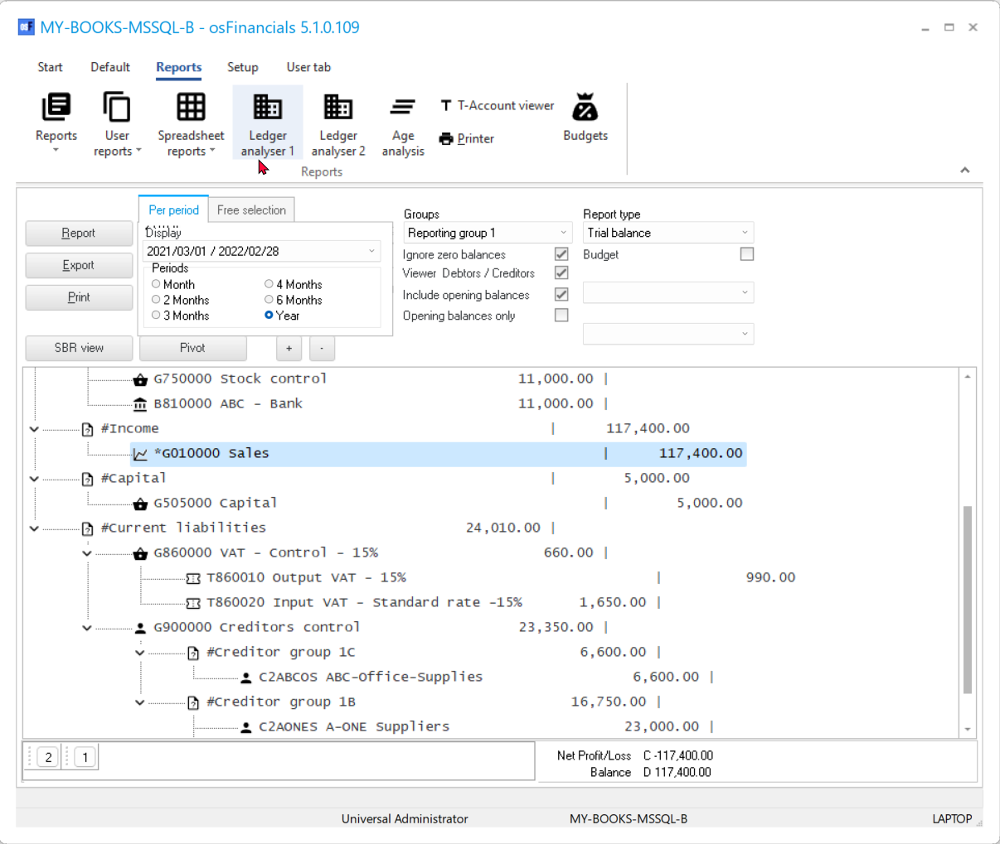 MY-BOOKS-MSSQL-B - osFinancials 5.1.0.109
Start Default Reports Setup User tab
Reports
User reports
Spreadsheet reports
Ledger analyser 1
Ledger analyser 2
Age analysis
T-Account viewer
Printer
Budgets
Reports
Per period Free selection
Report
Export
Print
Display
2021/03/01 / 2022/02/28
Periods
Month 4 Months
2 Months 6 Months
3 Months Year
Groups
Reporting group 1
Ignore zero balances
Viewer Debtors / Creditors
Include opening balances
Opening balances only
Report type
Trial balance
Budget
SBR view Pivot + -
G750000 Stock control 11,000.00 |
B810000 ABC - Bank 11,000.00 |
#Income | 117,400.00
*G010000 Sales | 117,400.00
#Capital | 5,000.00
G505000 Capital | 5,000.00
#Current liabilities 24,010.00 |
G860000 VAT - Control - 15% 660.00 |
T860010 Output VAT - 15% | 990.00
T860020 Input VAT - Standard rate -15% 1,650.00 |
G900000 Creditors control 23,350.00 |
#Creditor group 1C 6,600.00 |
C2ABCOS ABC-Office-Supplies 6,600.00 |
#Creditor group 1B 16,750.00 |
C2AONES A-ONE Suppliers 23,000.00 |
2 1
Net Profit/Loss C -117,400.00
Balance D 117,400.00
Universal Administrator MY-BOOKS-MSSQL-B LAPTOP